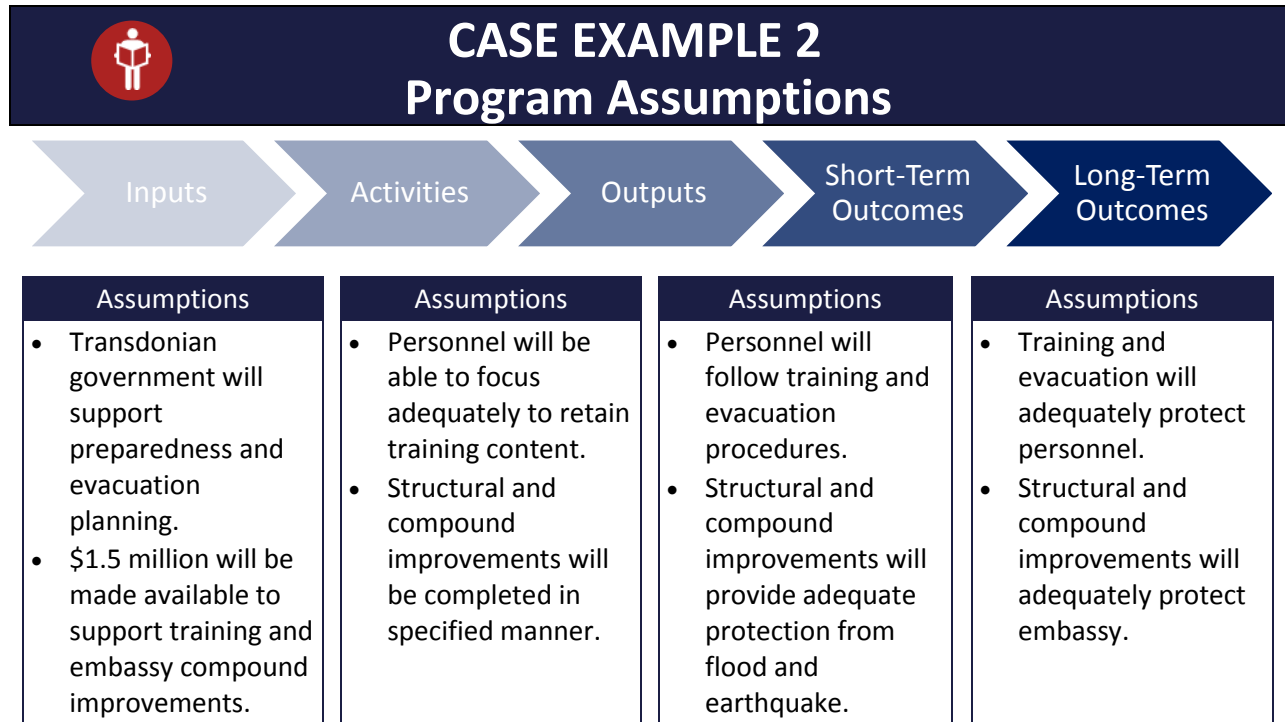 CASE EXAMPLE 2
Program Assumptions
Inputs
Activities
Outputs
Short-Term
Outcomes
Long-Term
Outcomes
Assumptions
• Transdonian
government will
support
preparedness and
evacuation
planning.
• $1.5 million will be
made available to
support training and
embassy compound
improvements.
Assumptions
• Personnel will be
able to focus
adequately to retain
training content.
• Structural and
compound
improvements will
be completed in
specified manner.
Assumptions
• Personnel will
follow training and
evacuation
procedures.
• Structural and
compound
improvements will
provide adequate
protection from
flood and
earthquake.
Assumptions
• Training and
evacuation will
adequately protect
personnel.
• Structural and
compound
improvements will
adequately protect
embassy.